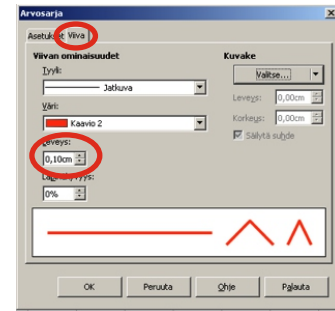 Arvosarja
Asetukset Viiva
Viivan ominaisuudet
Tyyli:
Jatkuva
Väri:
Kaavio 2
Leveys:
0,10cm
0%
Kuvake
Valitse...
Leveys: 0,00cm
Korkeus: 0,00cm
Säilytä suhde
OK Peruuta Ohje Palauta